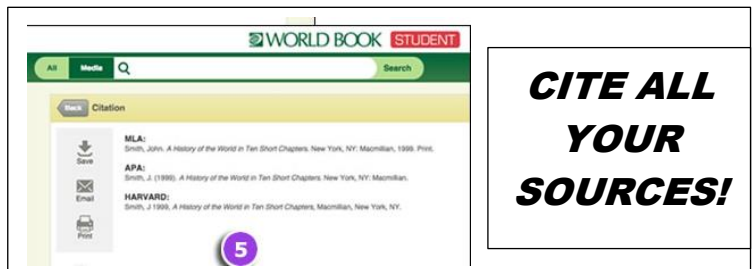 WORLD BOOK STUDENT
All Media Search
Back Citation
Save
Email
Print
MLA:
Smith, John. A History of the World in Ten Short Chapters. New York, NY: Macmillan, 1999. Print.
APA:
Smith, J. (1999). A History of the World in Ten Short Chapters. New York, NY: Macmillan.
HARVARD:
Smith, J 1999, A History of the World in Ten Short Chapters, Macmillan, New York, NY.
5
CITE ALL
YOUR
SOURCES!